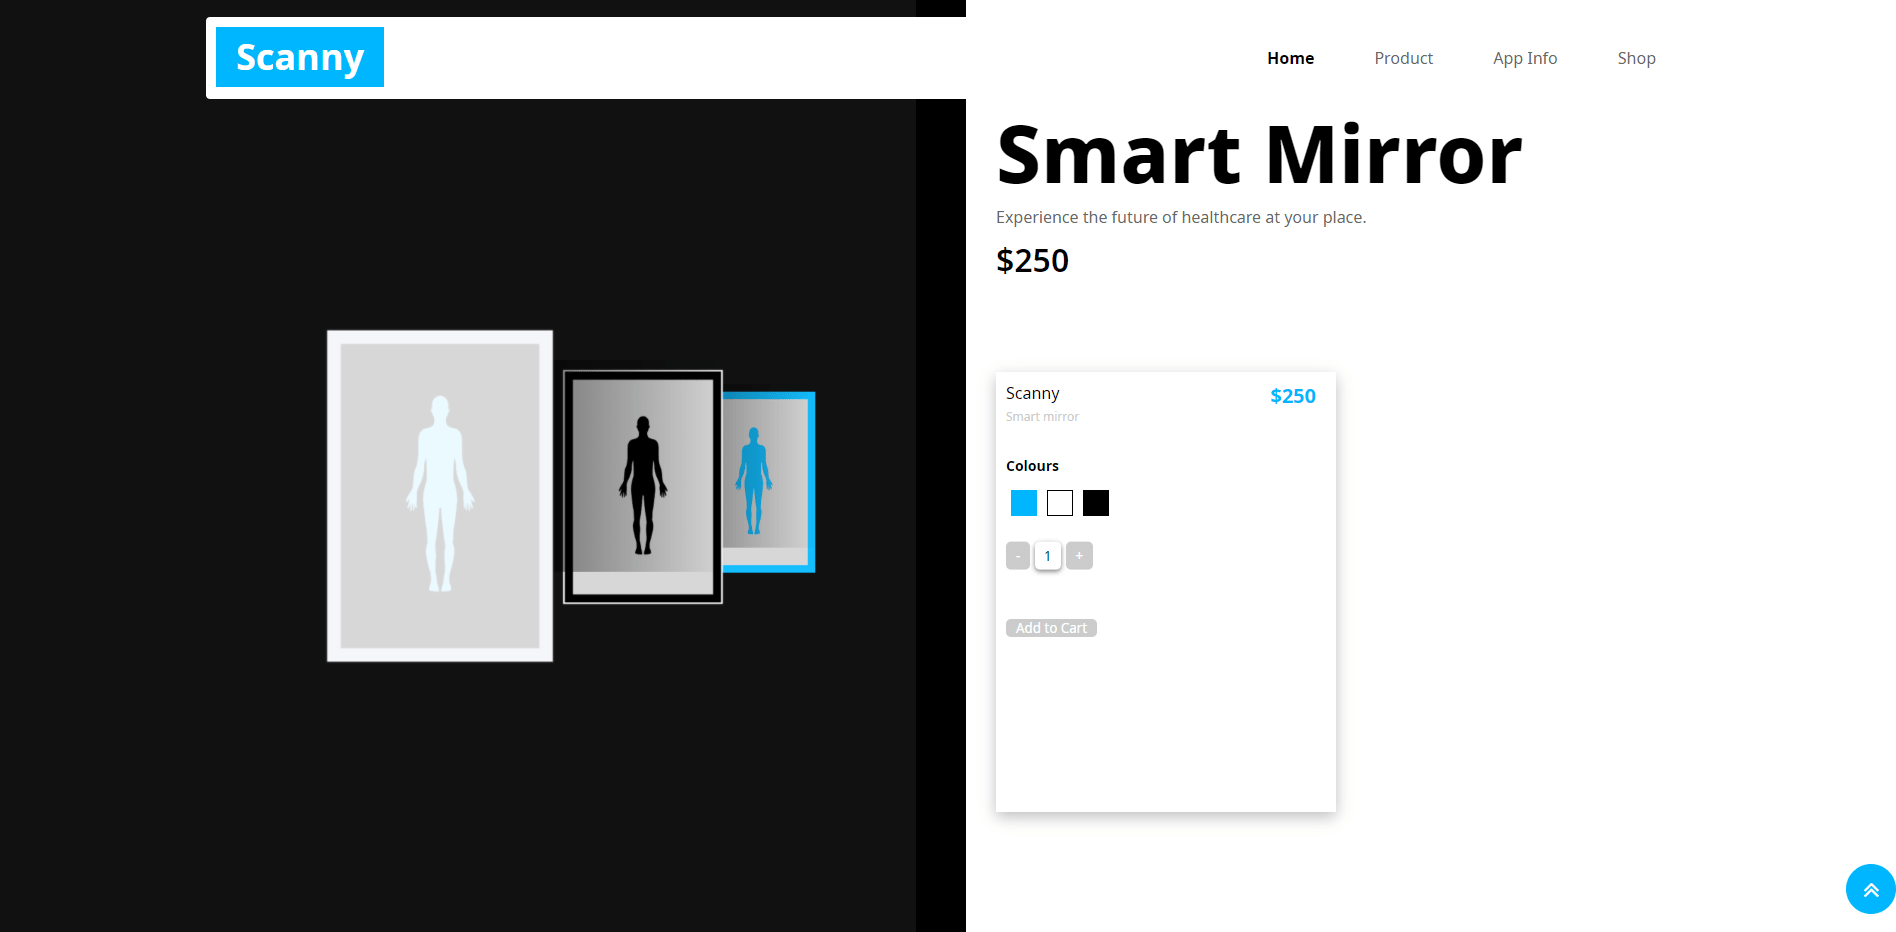 Scanny
Home Product App Info Shop
Smart Mirror
Experience the future of healthcare at your place.
$250
Scanny $250
Smart mirror
Colours
- 1 +
Add to Cart